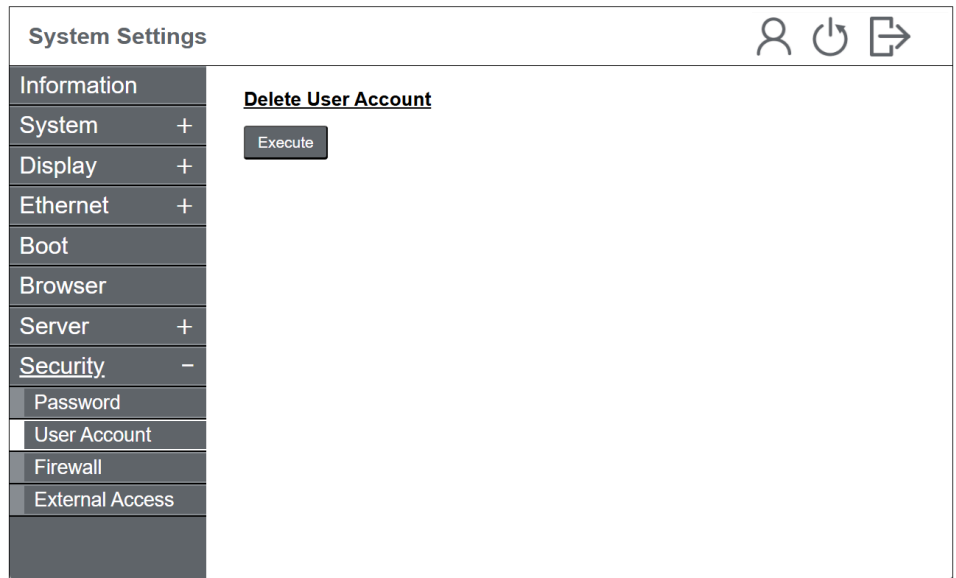 System Settings
Information
System +
Display +
Ethernet +
Boot
Browser
Server +
Security -
Password
User Account
Firewall
External Access
Delete User Account
Execute